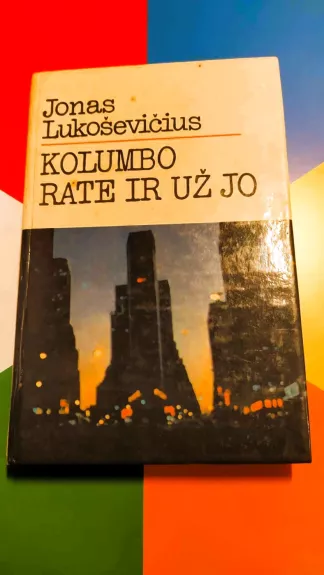 Jonas
Lukoševičius
KOLUMBO
RATE IR UŽ JO